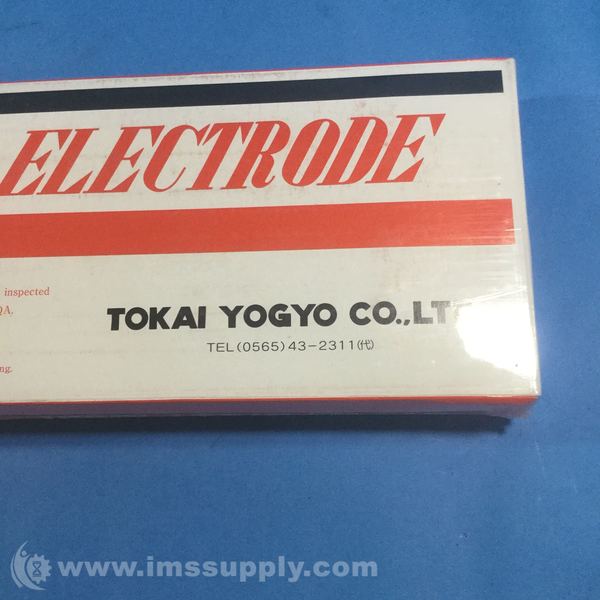 ELECTRODE
inspected
QA.
TOKAI YOGYO CO.,LT
TEL(0565)43-2311(代)
ng.
www.imssupply.com